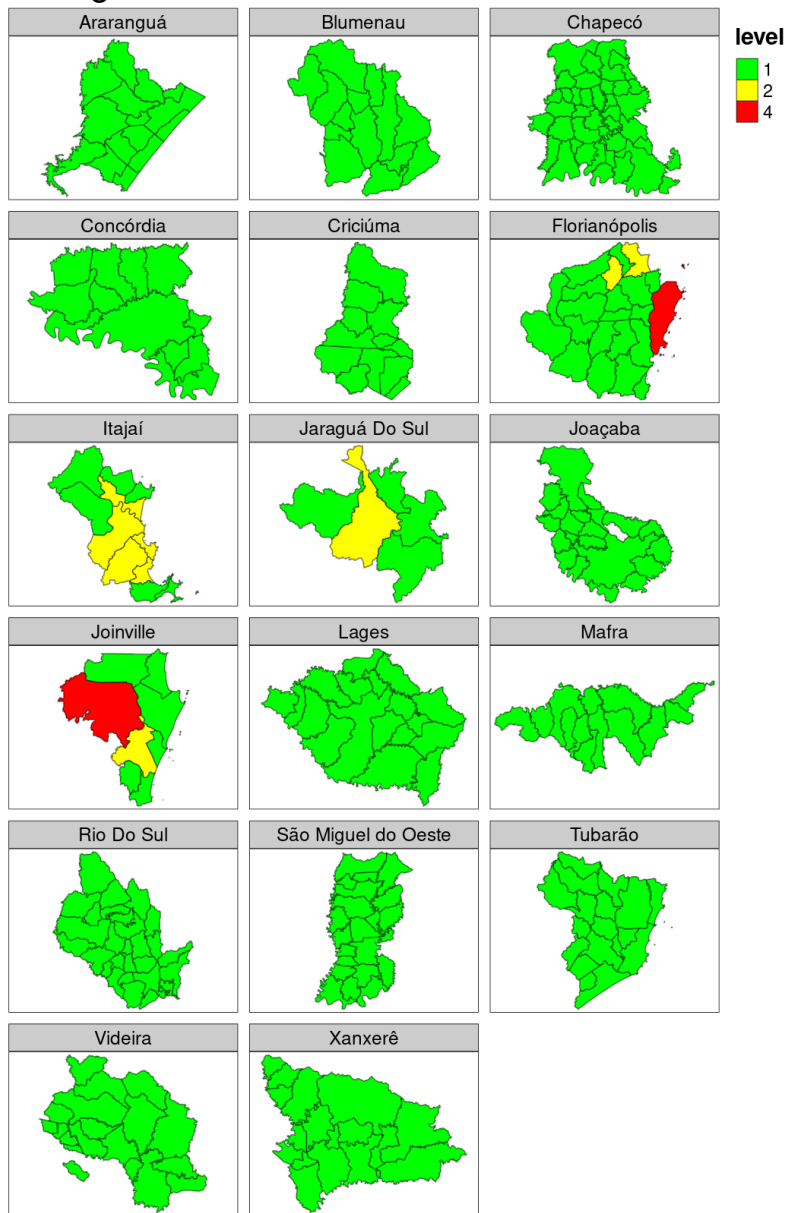 Araranguá
Blumenau
Chapecó
level
1
2
4
Concórdia
Criciúma
Florianópolis
Itajaí
Jaraguá Do Sul
Joaçaba
Joinville
Lages
Mafra
Rio Do Sul
São Miguel do Oeste
Tubarão
Videira
Xanxerê